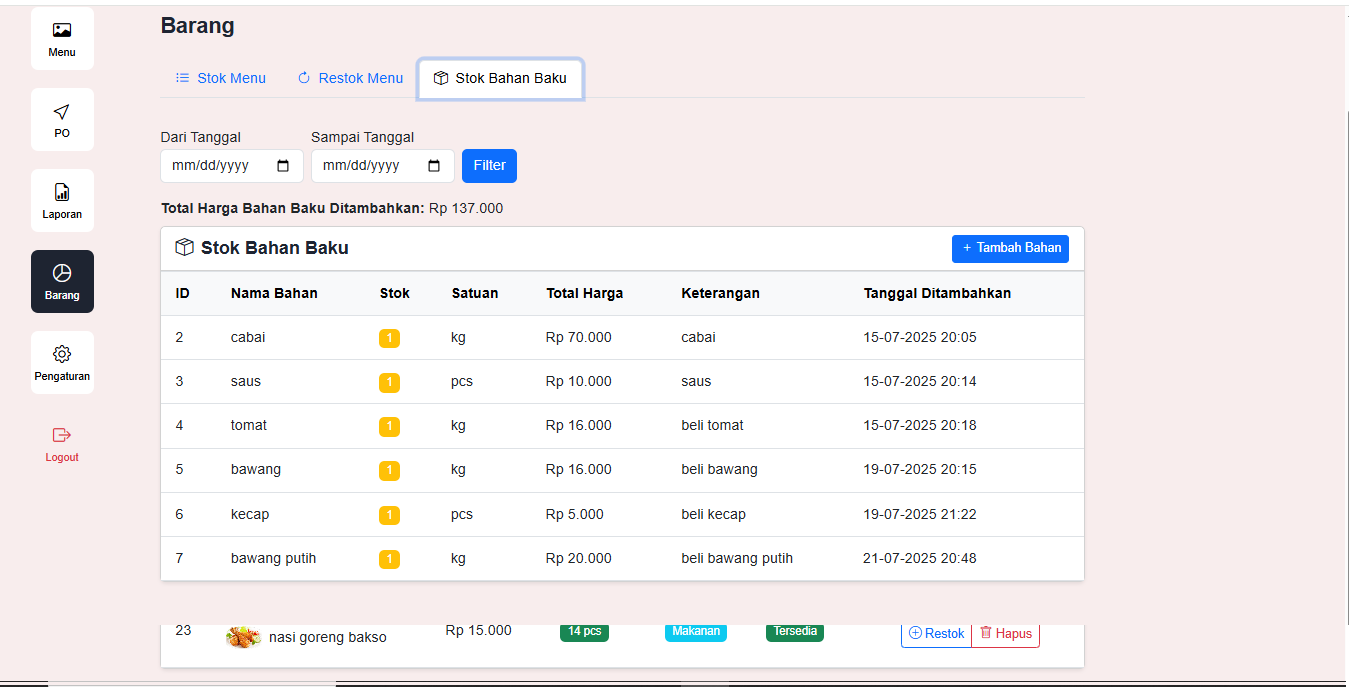 Menu
PO
Laporan
Barang
Pengaturan
Logout
Barang
Stok Menu Restok Menu Stok Bahan Baku
Dari Tanggal Sampai Tanggal
mm/dd/yyyy mm/dd/yyyy Filter
Total Harga Bahan Baku Ditambahkan: Rp 137.000
Stok Bahan Baku + Tambah Bahan
ID Nama Bahan Stok Satuan Total Harga Keterangan Tanggal Ditambahkan
2 cabai 1 kg Rp 70.000 cabai 15-07-2025 20:05
3 saus 1 pcs Rp 10.000 saus 15-07-2025 20:14
4 tomat 1 kg Rp 16.000 beli tomat 15-07-2025 20:18
5 bawang 1 kg Rp 16.000 beli bawang 19-07-2025 20:15
6 kecap 1 pcs Rp 5.000 beli kecap 19-07-2025 21:22
7 bawang putih 1 kg Rp 20.000 beli bawang putih 21-07-2025 20:48
23 nasi goreng bakso Rp 15.000 14 pcs Makanan Tersedia Restok Hapus